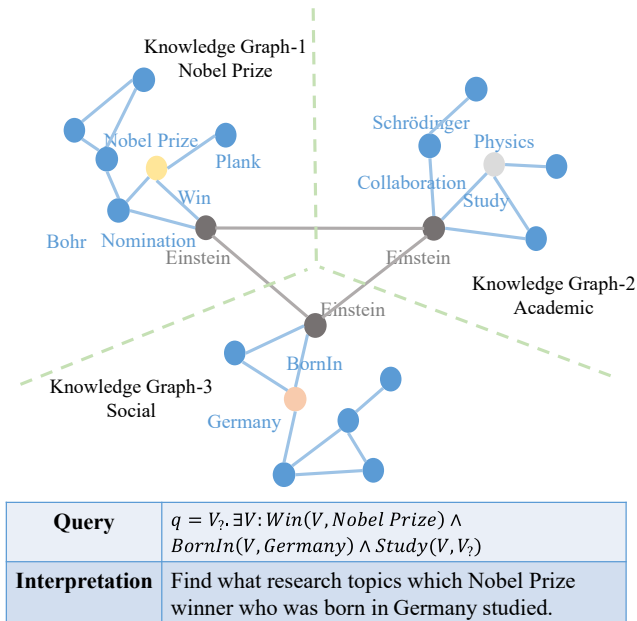 Knowledge Graph-1
Nobel Prize
Nobel Prize
Plank
Win
Bohr
Nomination
Einstein
Schrödinger
Physics
Collaboration
Study
Einstein
Knowledge Graph-2
Academic
Einstein
BornIn
Knowledge Graph-3
Social
Germany
Query
q = V?.∃V: Win(V, Nobel Prize) ∧
BornIn(V, Germany) ∧ Study(V, V?)
Interpretation
Find what research topics which Nobel Prize
winner who was born in Germany studied.